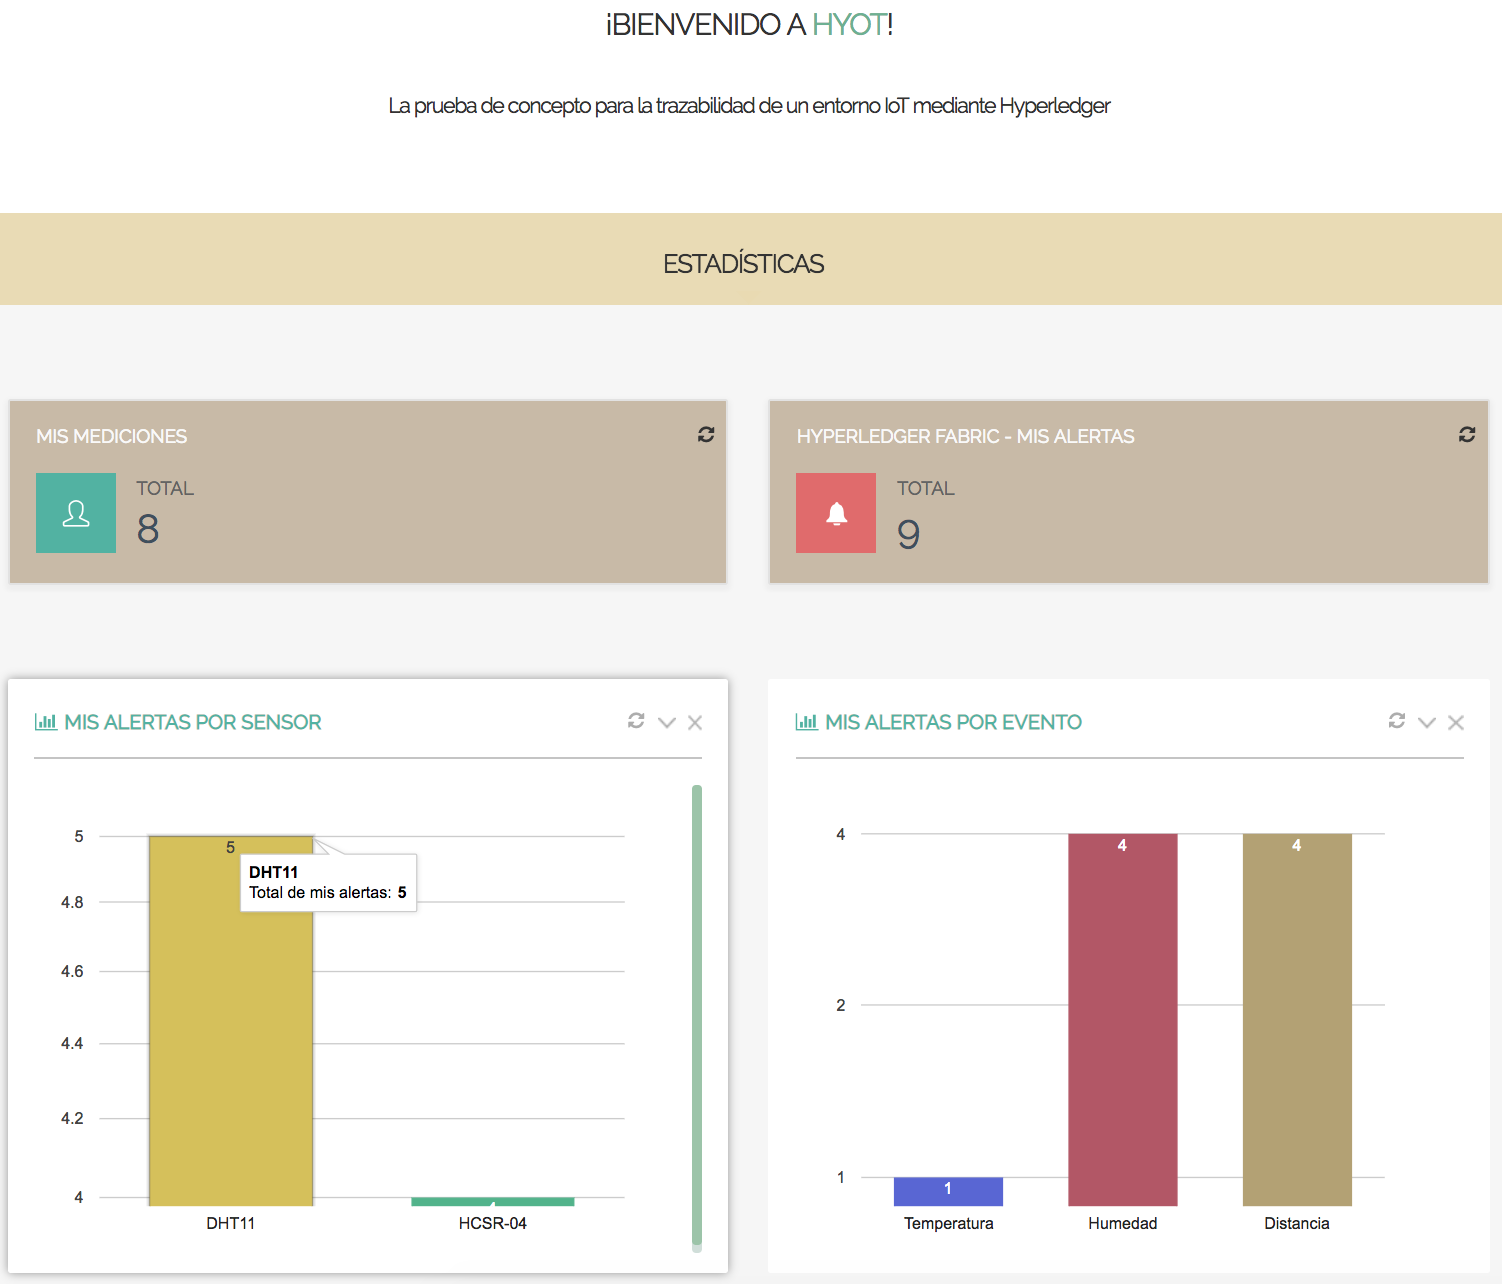 ¡BIENVENIDO A HYOT!
La prueba de concepto para la trazabilidad de un entorno IoT mediante Hyperledger
ESTADÍSTICAS
MIS MEDICIONES
TOTAL
8
HYPERLEDGER FABRIC - MIS ALERTAS
TOTAL
9
MIS ALERTAS POR SENSOR
5
4.8
4.6
4.4
4.2
4
5
DHT11
Total de mis alertas: 5
DHT11
HCSR-04
MIS ALERTAS POR EVENTO
4
2
1
1
4
4
Temperatura
Humedad
Distancia